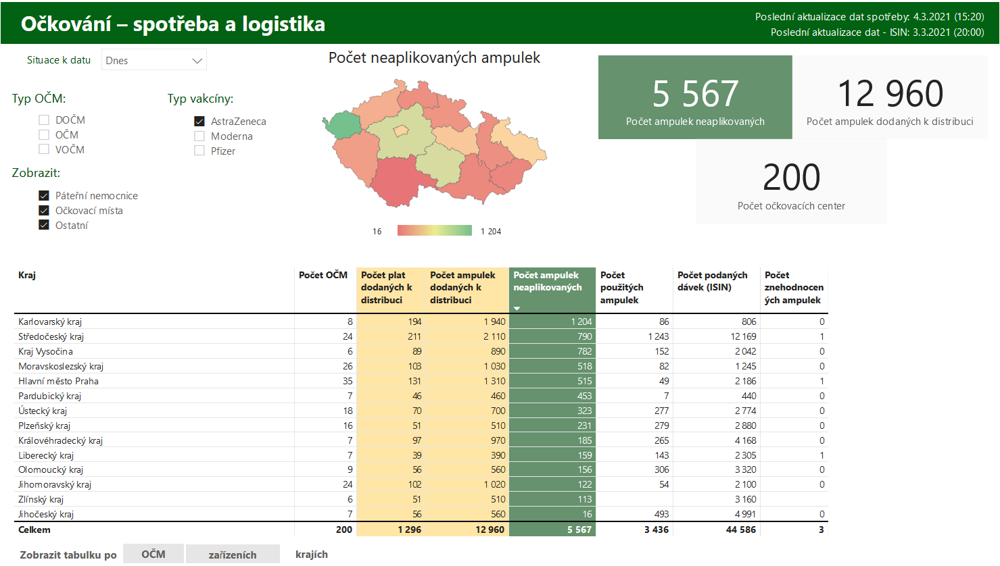 Očkování – spotřeba a logistika
Poslední aktualizace dat spotřeby: 4.3.2021 (15:20)
Poslední aktualizace dat - ISIN: 3.3.2021 (20:00)
Situace k datu Dnes
Typ OČM:
DOČM
OČM
VOČM
Typ vakcíny:
AstraZeneca
Moderna
Pfizer
Zobrazit:
Páteřní nemocnice
Očkovací místa
Ostatní
Počet neaplikovaných ampulek
16 1 204
5 567
Počet ampulek neaplikovaných
12 960
Počet ampulek dodaných k distribuci
200
Počet očkovacích center
Kraj
Počet OČM
Počet plat
dodaných k
distribuci
Počet ampulek
dodaných k
distribuci
Počet ampulek
neaplikovaných
Počet
použitých
ampulek
Počet podaných
dávek (ISIN)
Počet
znehodnocen
ých ampulek
Karlovarský kraj 8 194 1 940 1 204 86 806 0
Středočeský kraj 24 211 2 110 790 1 243 12 169 1
Kraj Vysočina 6 89 890 782 152 2 042 0
Moravskoslezský kraj 26 103 1 030 518 82 1 245 0
Hlavní město Praha 35 131 1 310 515 49 2 186 1
Pardubický kraj 7 46 460 453 7 440 0
Ústecký kraj 18 70 700 323 277 2 774 0
Plzeňský kraj 16 51 510 231 279 2 880 0
Královéhradecký kraj 7 97 970 185 265 4 168 0
Liberecký kraj 7 39 390 159 143 2 305 1
Olomoucký kraj 9 56 560 156 306 3 320 0
Jihomoravský kraj 24 102 1 020 122 54 2 100 0
Zlínský kraj 6 51 510 113 3 160
Jihočeský kraj 7 56 560 16 493 4 991 0
Celkem 200 1 296 12 960 5 567 3 436 44 586 3
Zobrazit tabulku po OČM zařízeních krajích